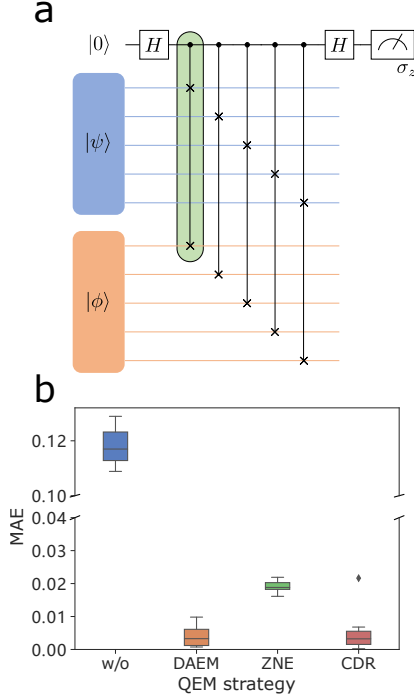 a
|0⟩ H H
σz
|ψ⟩
|ϕ⟩
b
0.12
0.10
0.04
0.03
0.02
0.01
0.00
MAE
w/o DAEM ZNE CDR
QEM strategy